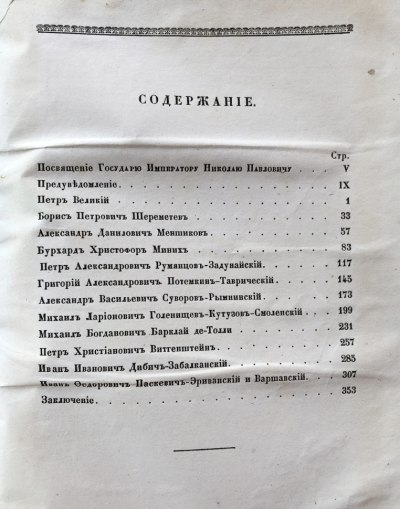 СОДЕРЖАНІЕ.
Стр.
Посвященіе Государю Императору Николаю Павловичу . . . V
Предувѣдомленіе . . . . . . . . . . . . . . IX
Петръ Великій . . . . . . . . . . . . . . 1
Борисъ Петровичъ Шереметевъ . . . . . . . . . . 33
Александръ Даниловичъ Меншиковъ . . . . . . . . . 57
Бурхардъ Христофоръ Минихъ . . . . . . . . . . 83
Петръ Александровичъ Румянцовъ-Задунайскій . . . . . . 117
Григорій Александровичъ Потемкинъ-Таврическій . . . . . 145
Александръ Васильевичъ Суворовъ-Рымникскій . . . . . . 173
Михаилъ Ларіоновичъ Голенищевъ-Кутузовъ-Смоленскій . . . 199
Михаилъ Богдановичъ Барклай де-Толли . . . . . . . . 231
Петръ Христіановичъ Витгенштейнъ . . . . . . . . . 257
Иванъ Ивановичъ Дибичъ-Забалканскій . . . . . . . . 285
Иванъ Ѳедоровичъ Паскевичъ-Эриванскій и Варшавскій . . . 307
Заключеніе . . . . . . . . . . . . . . . 353